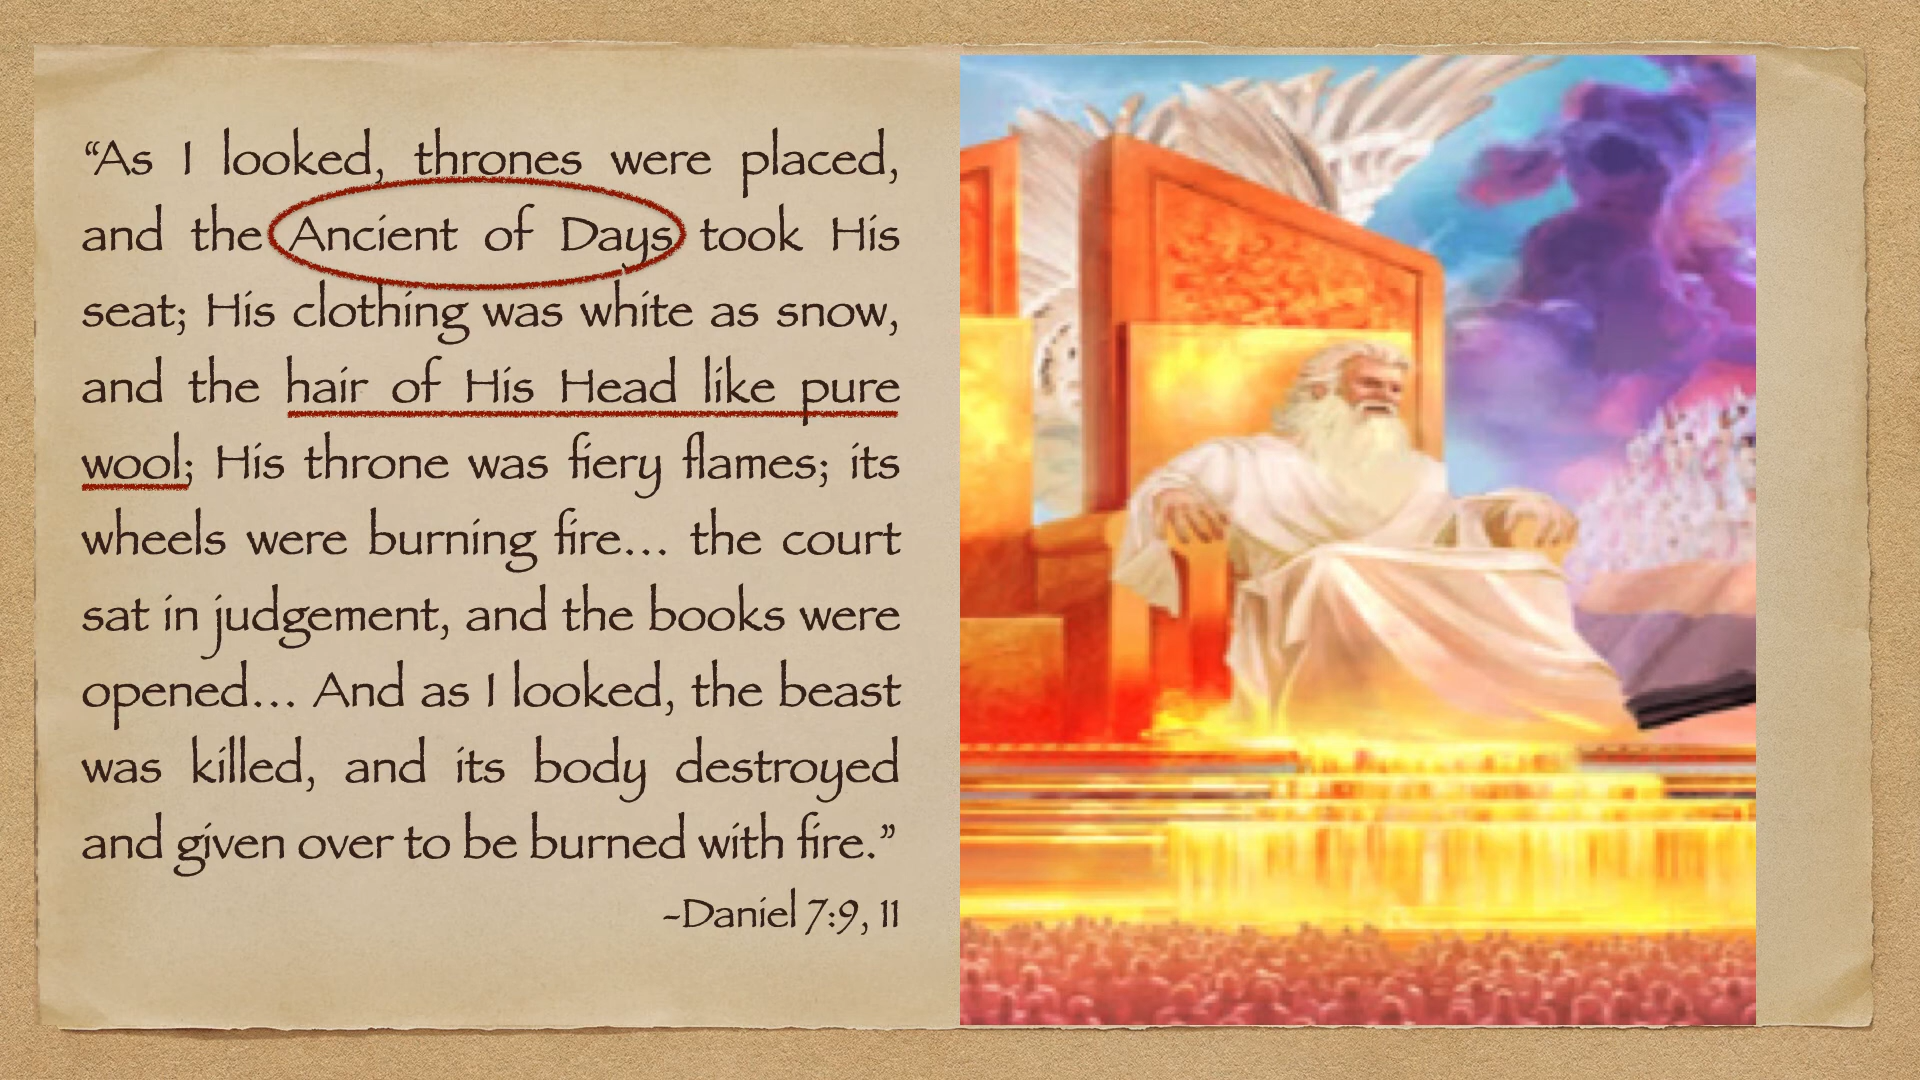 “As I looked, thrones were placed,
and the Ancient of Days took His
seat; His clothing was white as snow,
and the hair of His Head like pure
wool; His throne was fiery flames; its
wheels were burning fire… the court
sat in judgement, and the books were
opened… And as I looked, the beast
was killed, and its body destroyed
and given over to be burned with fire.”
-Daniel 7:9, 11